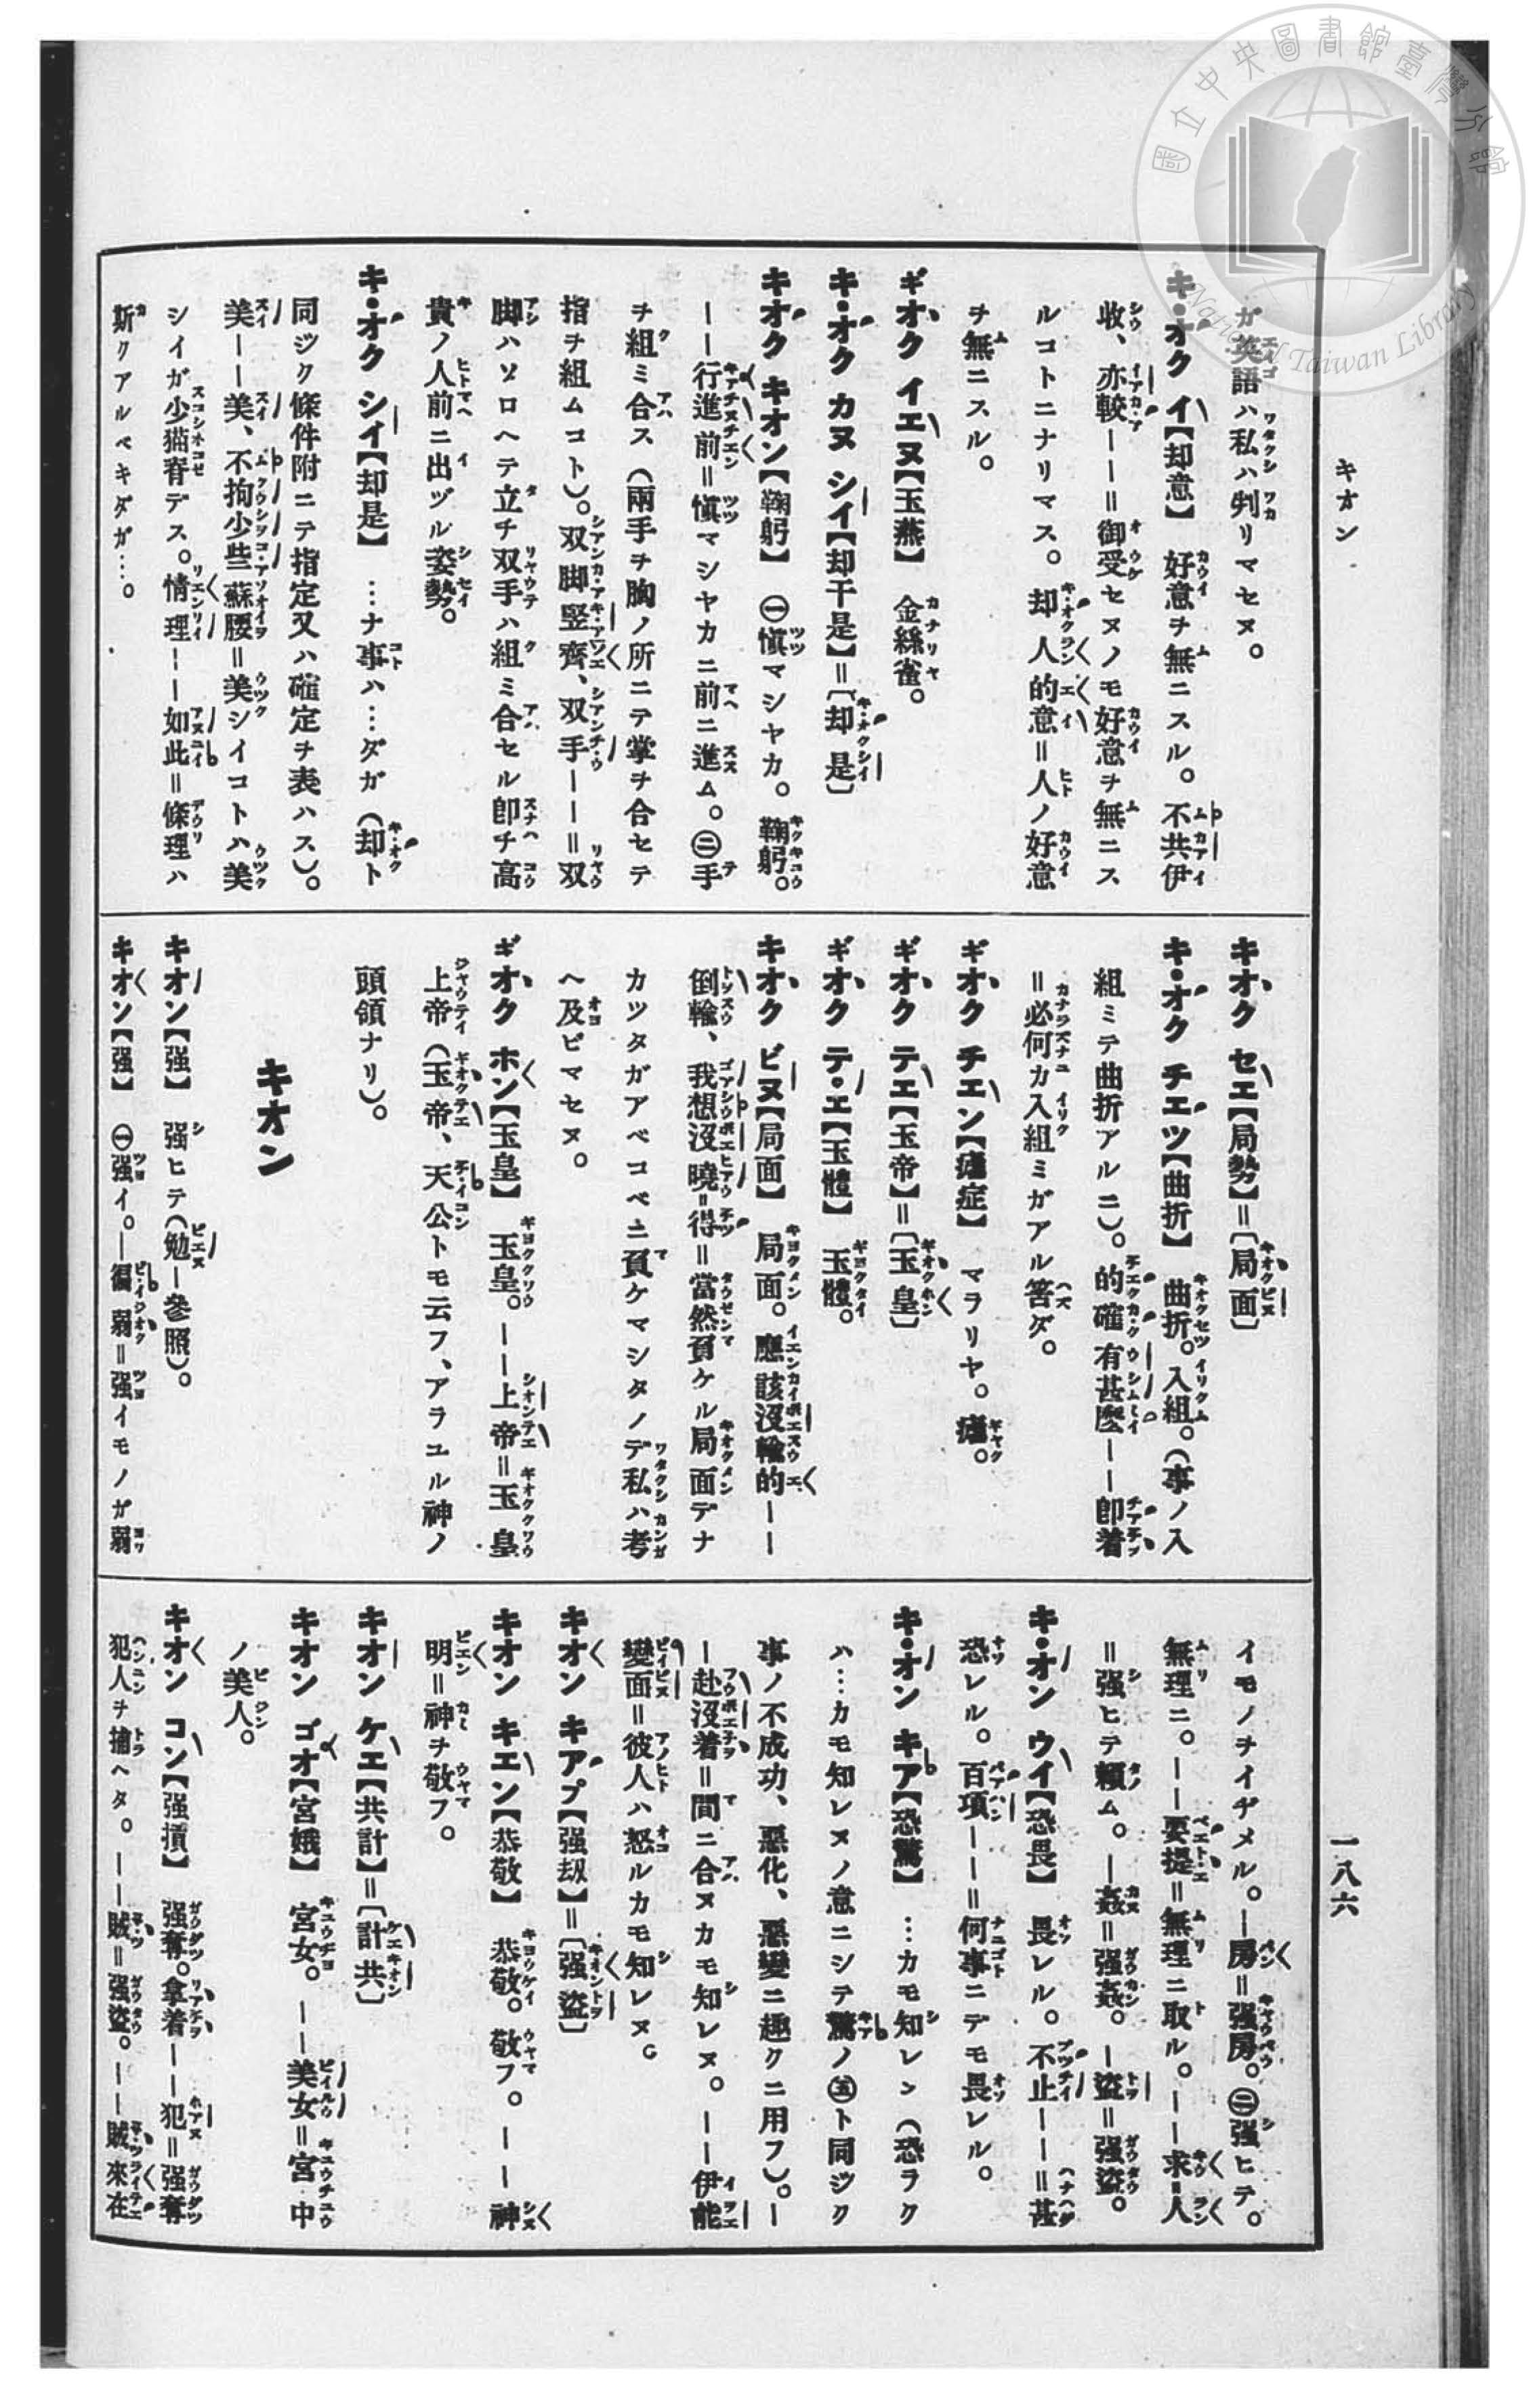 國立中央圖書館臺灣分館
National Taiwan Library
キオン
一八六
ガ英語ハ私ハ判リマセヌ。
キ・オク イ【却意】 好意ヲ無ニスル。不共伊
收、亦較——＝御受セヌノモ好意ヲ無ニス
ルコトニナリマス。却人的意＝人ノ好意
ヲ無ニスル。
ギオク イエヌ【玉燕】 金絲雀。
キ・オク カヌ シイ【却干是】＝〔却是〕
キオク キオン【鞠躬】 ㊀愼マシヤカ。鞠躬。
——行進前＝愼マシヤカニ前ニ進ム。㊁手
ヲ組ミ合ス（兩手ヲ胸ノ所ニテ掌ヲ合セテ
指ヲ組ムコト）。双脚竪齊、双手——＝双
脚ハソロヘテ立チ双手ハ組ミ合セル卽チ高
貴ノ人前ニ出ヅル姿勢。
キ・オク シイ【却是】 …ナ事ハ…ダガ（却ト
同ジク條件附ニテ指定又ハ確定ヲ表ハス）。
美——美、不拘少些蘇腰＝美シイコトハ美
シイガ少猫脊デス。情理——如此＝條理ハ
斯クアルベキダガ…。
キオク セエ【局勢】＝〔局面〕
キ・オク チエツ【曲折】 曲折。入組。（事ノ入
組ミテ曲折アルニ）。的確有甚麽——卽着
＝必何カ入組ミガアル筈ダ。
ギオク チエン【瘧症】 マラリヤ。瘧。
ギオク テエ【玉帝】＝〔玉皇〕
ギオク テ・エ【玉體】 玉體。
キオク ビヌ【局面】 局面。應該沒輸的——
倒輸、我想沒曉＝得＝當然負ケル局面デナ
カツタガアベコベニ負ケマシタノデ私ハ考
ヘ及ビマセヌ。
ギオク ホン【玉皇】 玉皇。——上帝＝玉皇
上帝（玉帝、天公トモ云フ、アラユル神ノ
頭領ナリ）。
キオン
キオン【强】 强ヒテ（勉—參照）。
キオン【强】 ㊀强イ。—偏弱＝强イモノガ弱
イモノヲイヂメル。—房＝强房。㊁强ヒテ。
無理ニ。——要提＝無理ニ取ル。——求人
＝强ヒテ賴ム。—姦＝强姦。—盜＝强盜。
キ・オン ウイ【恐畏】 畏レル。不止——＝甚
恐レル。百項——＝何事ニデモ畏レル。
キ・オン キア【恐驚】 …カモ知レン（恐ラク
ハ…カモ知レヌノ意ニシテ驚ノ㊄ト同ジク
事ノ不成功、惡化、惡變ニ趣クニ用フ）。—
—赴沒着＝間ニ合ヌカモ知レヌ。——伊能
變面＝彼人ハ怒ルカモ知レヌ。
キオン キアプ【强刼】＝〔强盜〕
キオン キエン【恭敬】 恭敬。敬フ。——神
明＝神ヲ敬フ。
キオン ケエ【共計】＝〔計共〕
キオン ゴオ【宮娥】 宮女。——美女＝宮中
ノ美人。
キオン コン【强摃】 强奪。拿着——犯＝强奪
犯人ヲ捕ヘタ。——賊＝强盜。——賊來在